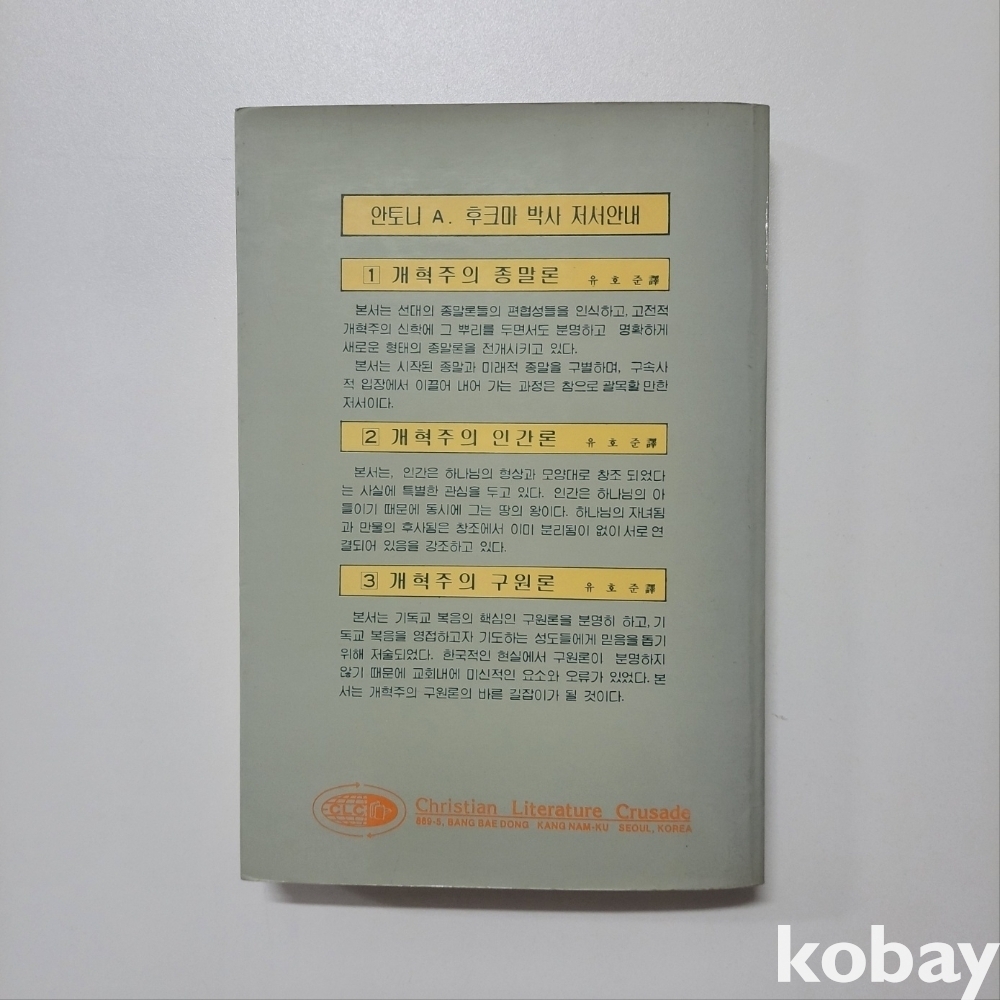 안토니 A. 후크마 박사 저서안내
1 개혁주의 종말론 유 호 준 譯
본서는 선대의 종말론들의 편협성들을 인식하고, 고전적
개혁주의 신학에 그 뿌리를 두면서도 분명하고 명확하게
새로운 형태의 종말론을 전개시키고 있다.
본서는 시작된 종말과 미래적 종말을 구별하며, 구속사
적 입장에서 이끌어 내어 가는 과정은 참으로 괄목할 만한
저서이다.
2 개혁주의 인간론 유 호 준 譯
본서는, 인간은 하나님의 형상과 모양대로 창조 되었다
는 사실에 특별한 관심을 두고 있다. 인간은 하나님의 아
들이기 때문에 동시에 그는 땅의 왕이다. 하나님의 자녀됨
과 만물의 후사됨은 창조에서 이미 분리됨이 없이 서로 연
결되어 있음을 강조하고 있다.
3 개혁주의 구원론 유 호 준 譯
본서는 기독교 복음의 핵심인 구원론을 분명히 하고, 기
독교 복음을 영접하고자 기도하는 성도들에게 믿음을 돕기
위해 저술되었다. 한국적인 현실에서 구원론이 분명하지
않기 때문에 교회내에 미신적인 요소와 오류가 있었다. 본
서는 개혁주의 구원론의 바른 길잡이가 될 것이다.
CLC Christian Literature Crusade
669-5, BANG BAE DONG KANG NAM-KU SEOUL, KOREA
kobay